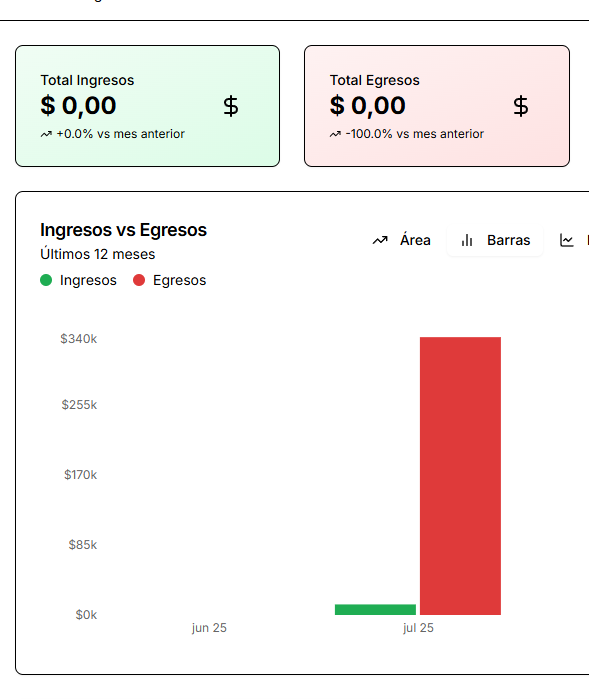 Total Ingresos
$ 0,00
+0.0% vs mes anterior
Total Egresos
$ 0,00
-100.0% vs mes anterior
Ingresos vs Egresos
Últimos 12 meses
Área
Barras
Ingresos
Egresos
$340k
$255k
$170k
$85k
$0k
jun 25
jul 25